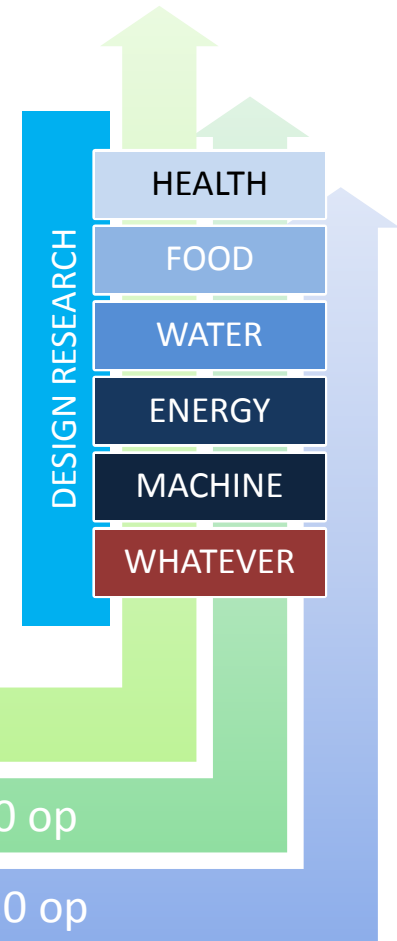 DESIGN RESEARCH
HEALTH
FOOD
WATER
ENERGY
MACHINE
WHATEVER
0 op
0 op